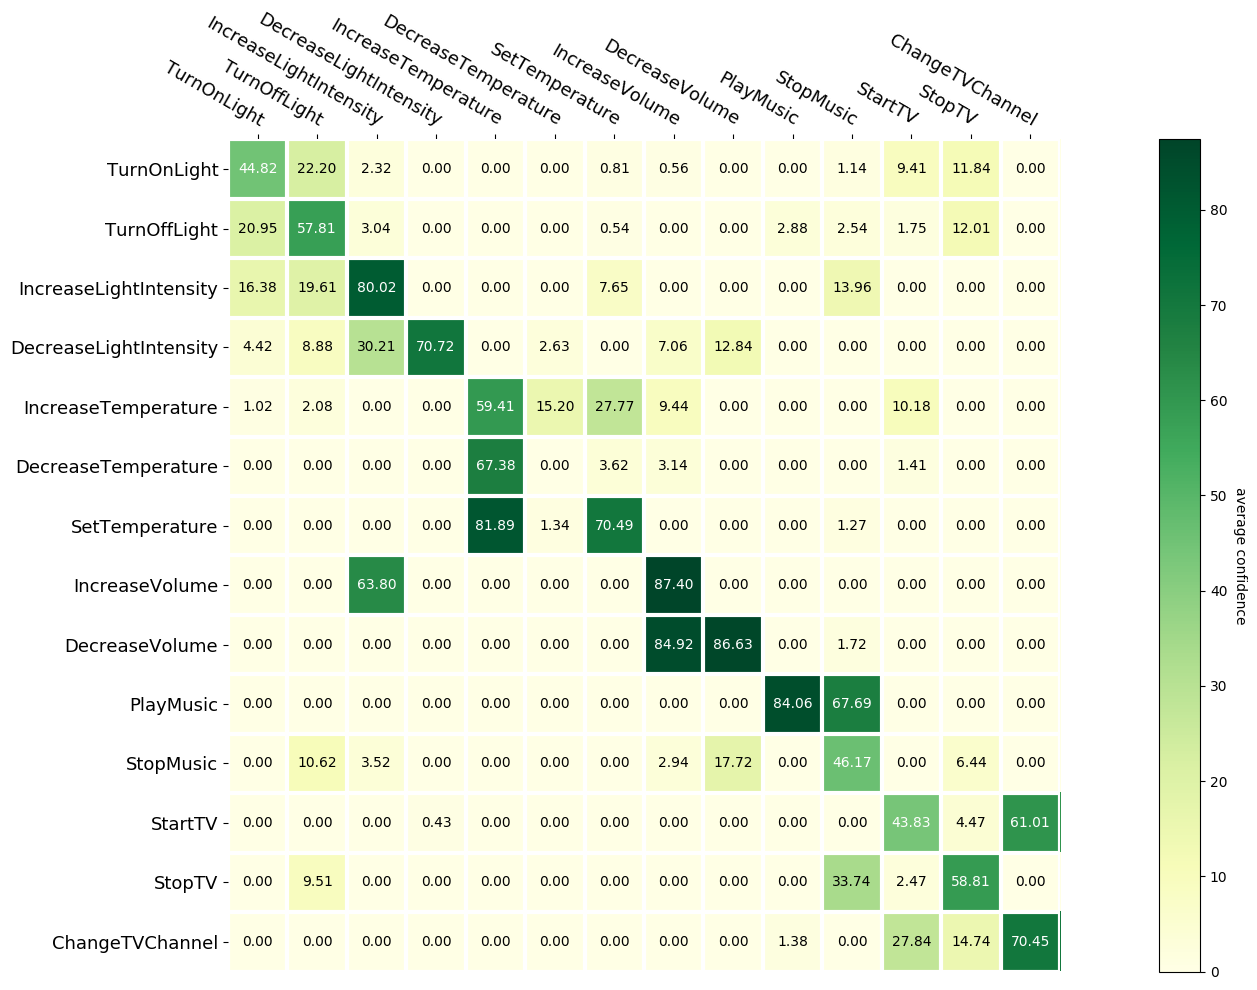 TurnOnLight
TurnOffLight
IncreaseLightIntensity
DecreaseLightIntensity
IncreaseTemperature
DecreaseTemperature
SetTemperature
IncreaseVolume
DecreaseVolume
PlayMusic
StopMusic
StartTV
StopTV
ChangeTVChannel
TurnOnLight 44.82 22.20 2.32 0.00 0.00 0.00 0.81 0.56 0.00 0.00 1.14 9.41 11.84 0.00
TurnOffLight 20.95 57.81 3.04 0.00 0.00 0.00 0.54 0.00 0.00 2.88 2.54 1.75 12.01 0.00
IncreaseLightIntensity 16.38 19.61 80.02 0.00 0.00 0.00 7.65 0.00 0.00 0.00 13.96 0.00 0.00 0.00
DecreaseLightIntensity 4.42 8.88 30.21 70.72 0.00 2.63 0.00 7.06 12.84 0.00 0.00 0.00 0.00 0.00
IncreaseTemperature 1.02 2.08 0.00 0.00 59.41 15.20 27.77 9.44 0.00 0.00 0.00 10.18 0.00 0.00
DecreaseTemperature 0.00 0.00 0.00 0.00 67.38 0.00 3.62 3.14 0.00 0.00 0.00 1.41 0.00 0.00
SetTemperature 0.00 0.00 0.00 0.00 81.89 1.34 70.49 0.00 0.00 0.00 1.27 0.00 0.00 0.00
IncreaseVolume 0.00 0.00 63.80 0.00 0.00 0.00 0.00 87.40 0.00 0.00 0.00 0.00 0.00 0.00
DecreaseVolume 0.00 0.00 0.00 0.00 0.00 0.00 0.00 84.92 86.63 0.00 1.72 0.00 0.00 0.00
PlayMusic 0.00 0.00 0.00 0.00 0.00 0.00 0.00 0.00 0.00 84.06 67.69 0.00 0.00 0.00
StopMusic 0.00 10.62 3.52 0.00 0.00 0.00 0.00 2.94 17.72 0.00 46.17 0.00 6.44 0.00
StartTV 0.00 0.00 0.00 0.43 0.00 0.00 0.00 0.00 0.00 0.00 0.00 43.83 4.47 61.01
StopTV 0.00 9.51 0.00 0.00 0.00 0.00 0.00 0.00 0.00 0.00 33.74 2.47 58.81 0.00
ChangeTVChannel 0.00 0.00 0.00 0.00 0.00 0.00 0.00 0.00 0.00 1.38 0.00 27.84 14.74 70.45
80
70
60
50
40
30
20
10
0
average confidence